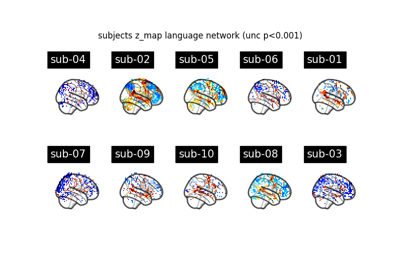 subjects z_map language network (unc p<0.001)
sub-04 sub-02 sub-05 sub-06 sub-01
sub-07 sub-09 sub-10 sub-08 sub-03